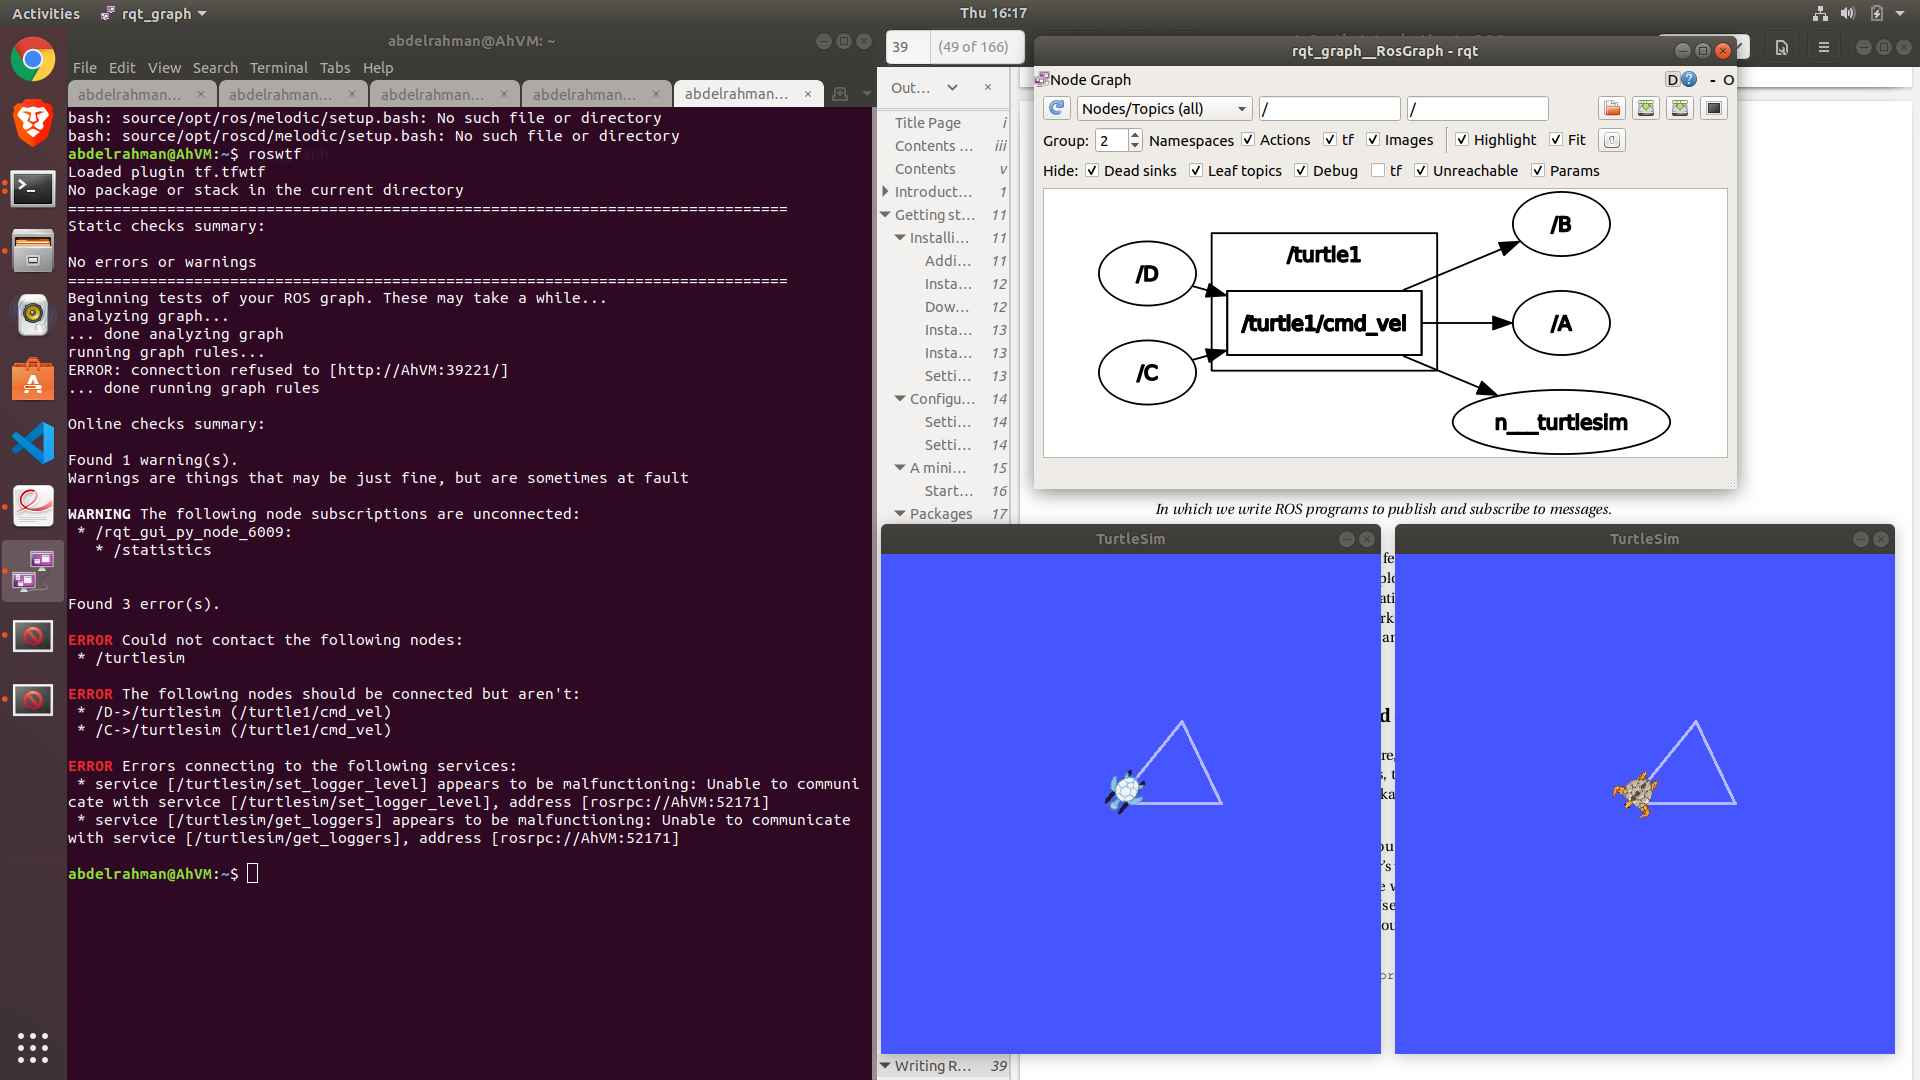 Activities rqt_graph Thu 16:17
abdelrahman@AhVM: ~
File Edit View Search Terminal Tabs Help
abdelrahman... × abdelrahman... × abdelrahman... × abdelrahman... × abdelrahman... ×
bash: source/opt/ros/melodic/setup.bash: No such file or directory
bash: source/opt/roscd/melodic/setup.bash: No such file or directory
abdelrahman@AhVM:~$ roswtf
Loaded plugin tf.tfwtf
No package or stack in the current directory
================================================================================
Static checks summary:
No errors or warnings
================================================================================
Beginning tests of your ROS graph. These may take a while...
analyzing graph...
... done analyzing graph
running graph rules...
ERROR: connection refused to [http://AhVM:39221/]
... done running graph rules
Online checks summary:
Found 1 warning(s).
Warnings are things that may be just fine, but are sometimes at fault
WARNING The following node subscriptions are unconnected:
* /rqt_gui_py_node_6009:
* /statistics
Found 3 error(s).
ERROR Could not contact the following nodes:
* /turtlesim
ERROR The following nodes should be connected but aren't:
* /D->/turtlesim (/turtle1/cmd_vel)
* /C->/turtlesim (/turtle1/cmd_vel)
ERROR Errors connecting to the following services:
* service [/turtlesim/set_logger_level] appears to be malfunctioning: Unable to communi
cate with service [/turtlesim/set_logger_level], address [rosrpc://AhVM:52171]
* service [/turtlesim/get_loggers] appears to be malfunctioning: Unable to communicate
with service [/turtlesim/get_loggers], address [rosrpc://AhVM:52171]
abdelrahman@AhVM:~$
39 (49 of 166)
Out... ×
Title Page i
Contents ... iii
Contents v
Introduct... 1
Getting st... 11
Installi... 11
Addi... 11
Insta... 12
Dow... 12
Insta... 13
Insta... 13
Setti... 13
Configu... 14
Setti... 14
Setti... 14
A mini... 15
Start... 16
Packages 17
Writing R... 39
rqt_graph__RosGraph - rqt
Node Graph D ? - O
Nodes/Topics (all) / /
Group: 2 Namespaces Actions tf Images Highlight Fit
Hide: Dead sinks Leaf topics Debug tf Unreachable Params
/turtle1
/D
/C
/turtle1/cmd_vel
/B
/A
n___turtlesim
In which we write ROS programs to publish and subscribe to messages.
TurtleSim
TurtleSim